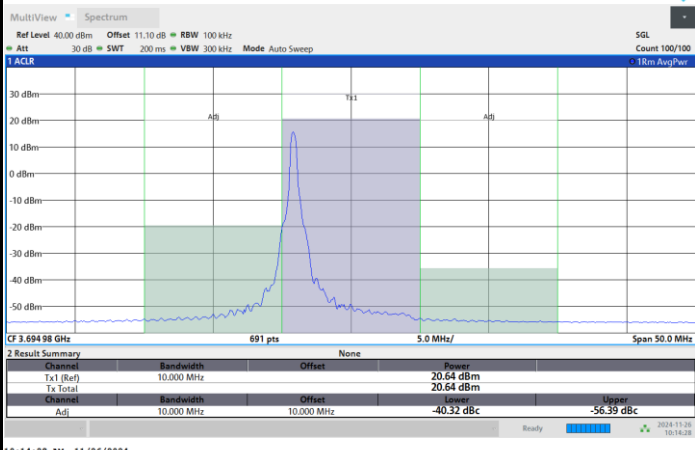 MultiView Spectrum
Ref Level 40.00 dBm Offset 11.10 dB RBW 100 kHz SGL
Att 30 dB SWT 200 ms VBW 300 kHz Mode Auto Sweep Count 100/100
1 ACLR 1Rm AvgPwr
30 dBm
Tx1
20 dBm
Adj Adj
10 dBm
0 dBm
-10 dBm
-20 dBm
-30 dBm
-40 dBm
-50 dBm
CF 3.694 98 GHz 691 pts 5.0 MHz/ Span 50.0 MHz
2 Result Summary None
Channel Bandwidth Offset Power
Tx1 (Ref) 10.000 MHz 20.64 dBm
Tx Total 20.64 dBm
Channel Bandwidth Offset Lower Upper
Adj 10.000 MHz 10.000 MHz -40.32 dBc -56.39 dBc
Ready 2024-11-26
10:14:28